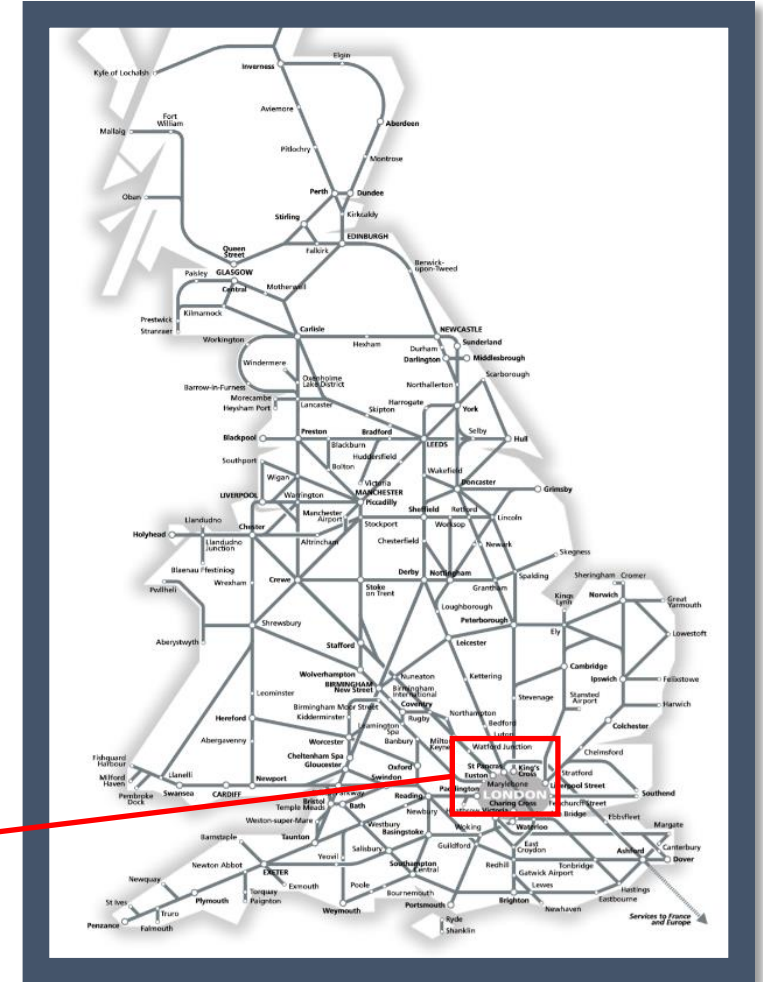 Elgin
Inverness
Kyle of Lochalsh
Aviemore
Fort
William
Mallaig
Aberdeen
Pitlochry
Montrose
Perth
Dundee
Oban
Stirling
Kirkcaldy
EDINBURGH
Queen
Street
Falkirk
Berwick-
upon-Tweed
Paisley
GLASGOW
Central
Motherwell
Prestwick
Kilmarnock
Stranraer
Carlisle
NEWCASTLE
Workington
Hexham
Durham
Sunderland
Darlington
Middlesbrough
Windermere
Scarborough
Oxenholme
Lake District
Barrow-in-Furness
Northallerton
Morecambe
Heysham Port
Lancaster
Harrogate
Skipton
York
Blackpool
Preston
Bradford
Selby
Hull
Blackburn
LEEDS
Huddersfield
Southport
Bolton
Wakefield
Wigan
Victoria
MANCHESTER
Piccadilly
Doncaster
Grimsby
LIVERPOOL
Warrington
Manchester
Airport
Stockport
Sheffield
Retford
Worksop
Lincoln
Llandudno
Chester
Holyhead
Llandudno
Junction
Altrincham
Chesterfield
Newark
Skegness
Blaenau Ffestiniog
Wrexham
Crewe
Stoke
on Trent
Derby
Nottingham
Grantham
Spalding
Sheringham
Cromer
Pwllheli
Kings
Lynn
Norwich
Great
Yarmouth
Loughborough
Peterborough
Ely
Lowestoft
Aberystwyth
Shrewsbury
Stafford
Leicester
Wolverhampton
Cambridge
BIRMINGHAM
New Street
Nuneaton
Birmingham
International
Kettering
Ipswich
Felixstowe
Leominster
Birmingham Moor Street
Coventry
Stevenage
Stansted
Airport
Harwich
Kidderminster
Rugby
Northampton
Hereford
Leamington
Spa
Bedford
Colchester
Abergavenny
Worcester
Banbury
Milton
Keynes
Luton
Watford Junction
Cheltenham Spa
Chelmsford
Gloucester
Oxford
St Pancras
King's
Cross
Fishguard
Harbour
Euston
Stratford
Milford
Haven
Llanelli
Newport
Swindon
Paddington
Marylebone
Liverpool Street
Pembroke
Dock
Swansea
CARDIFF
Parkway
Reading
LONDON
Southend
Bristol
Temple Meads
Bath
Newbury
Charing Cross
Fenchurch Street
Victoria
Bridge
Ebbsfleet
Weston-super-Mare
Westbury
Basingstoke
Woking
Waterloo
Margate
Barnstaple
Taunton
Salisbury
Guildford
East
Croydon
Canterbury
Newton Abbot
Yeovil
Southampton
Central
Redhill
Tonbridge
Ashford
Dover
EXETER
Gatwick Airport
Newquay
Exmouth
Poole
Lewes
Hastings
St Ives
Plymouth
Torquay
Paignton
Bournemouth
Eastbourne
Truro
Weymouth
Portsmouth
Brighton
Newhaven
Penzance
Falmouth
Ryde
Shanklin
Services to France
and Europe